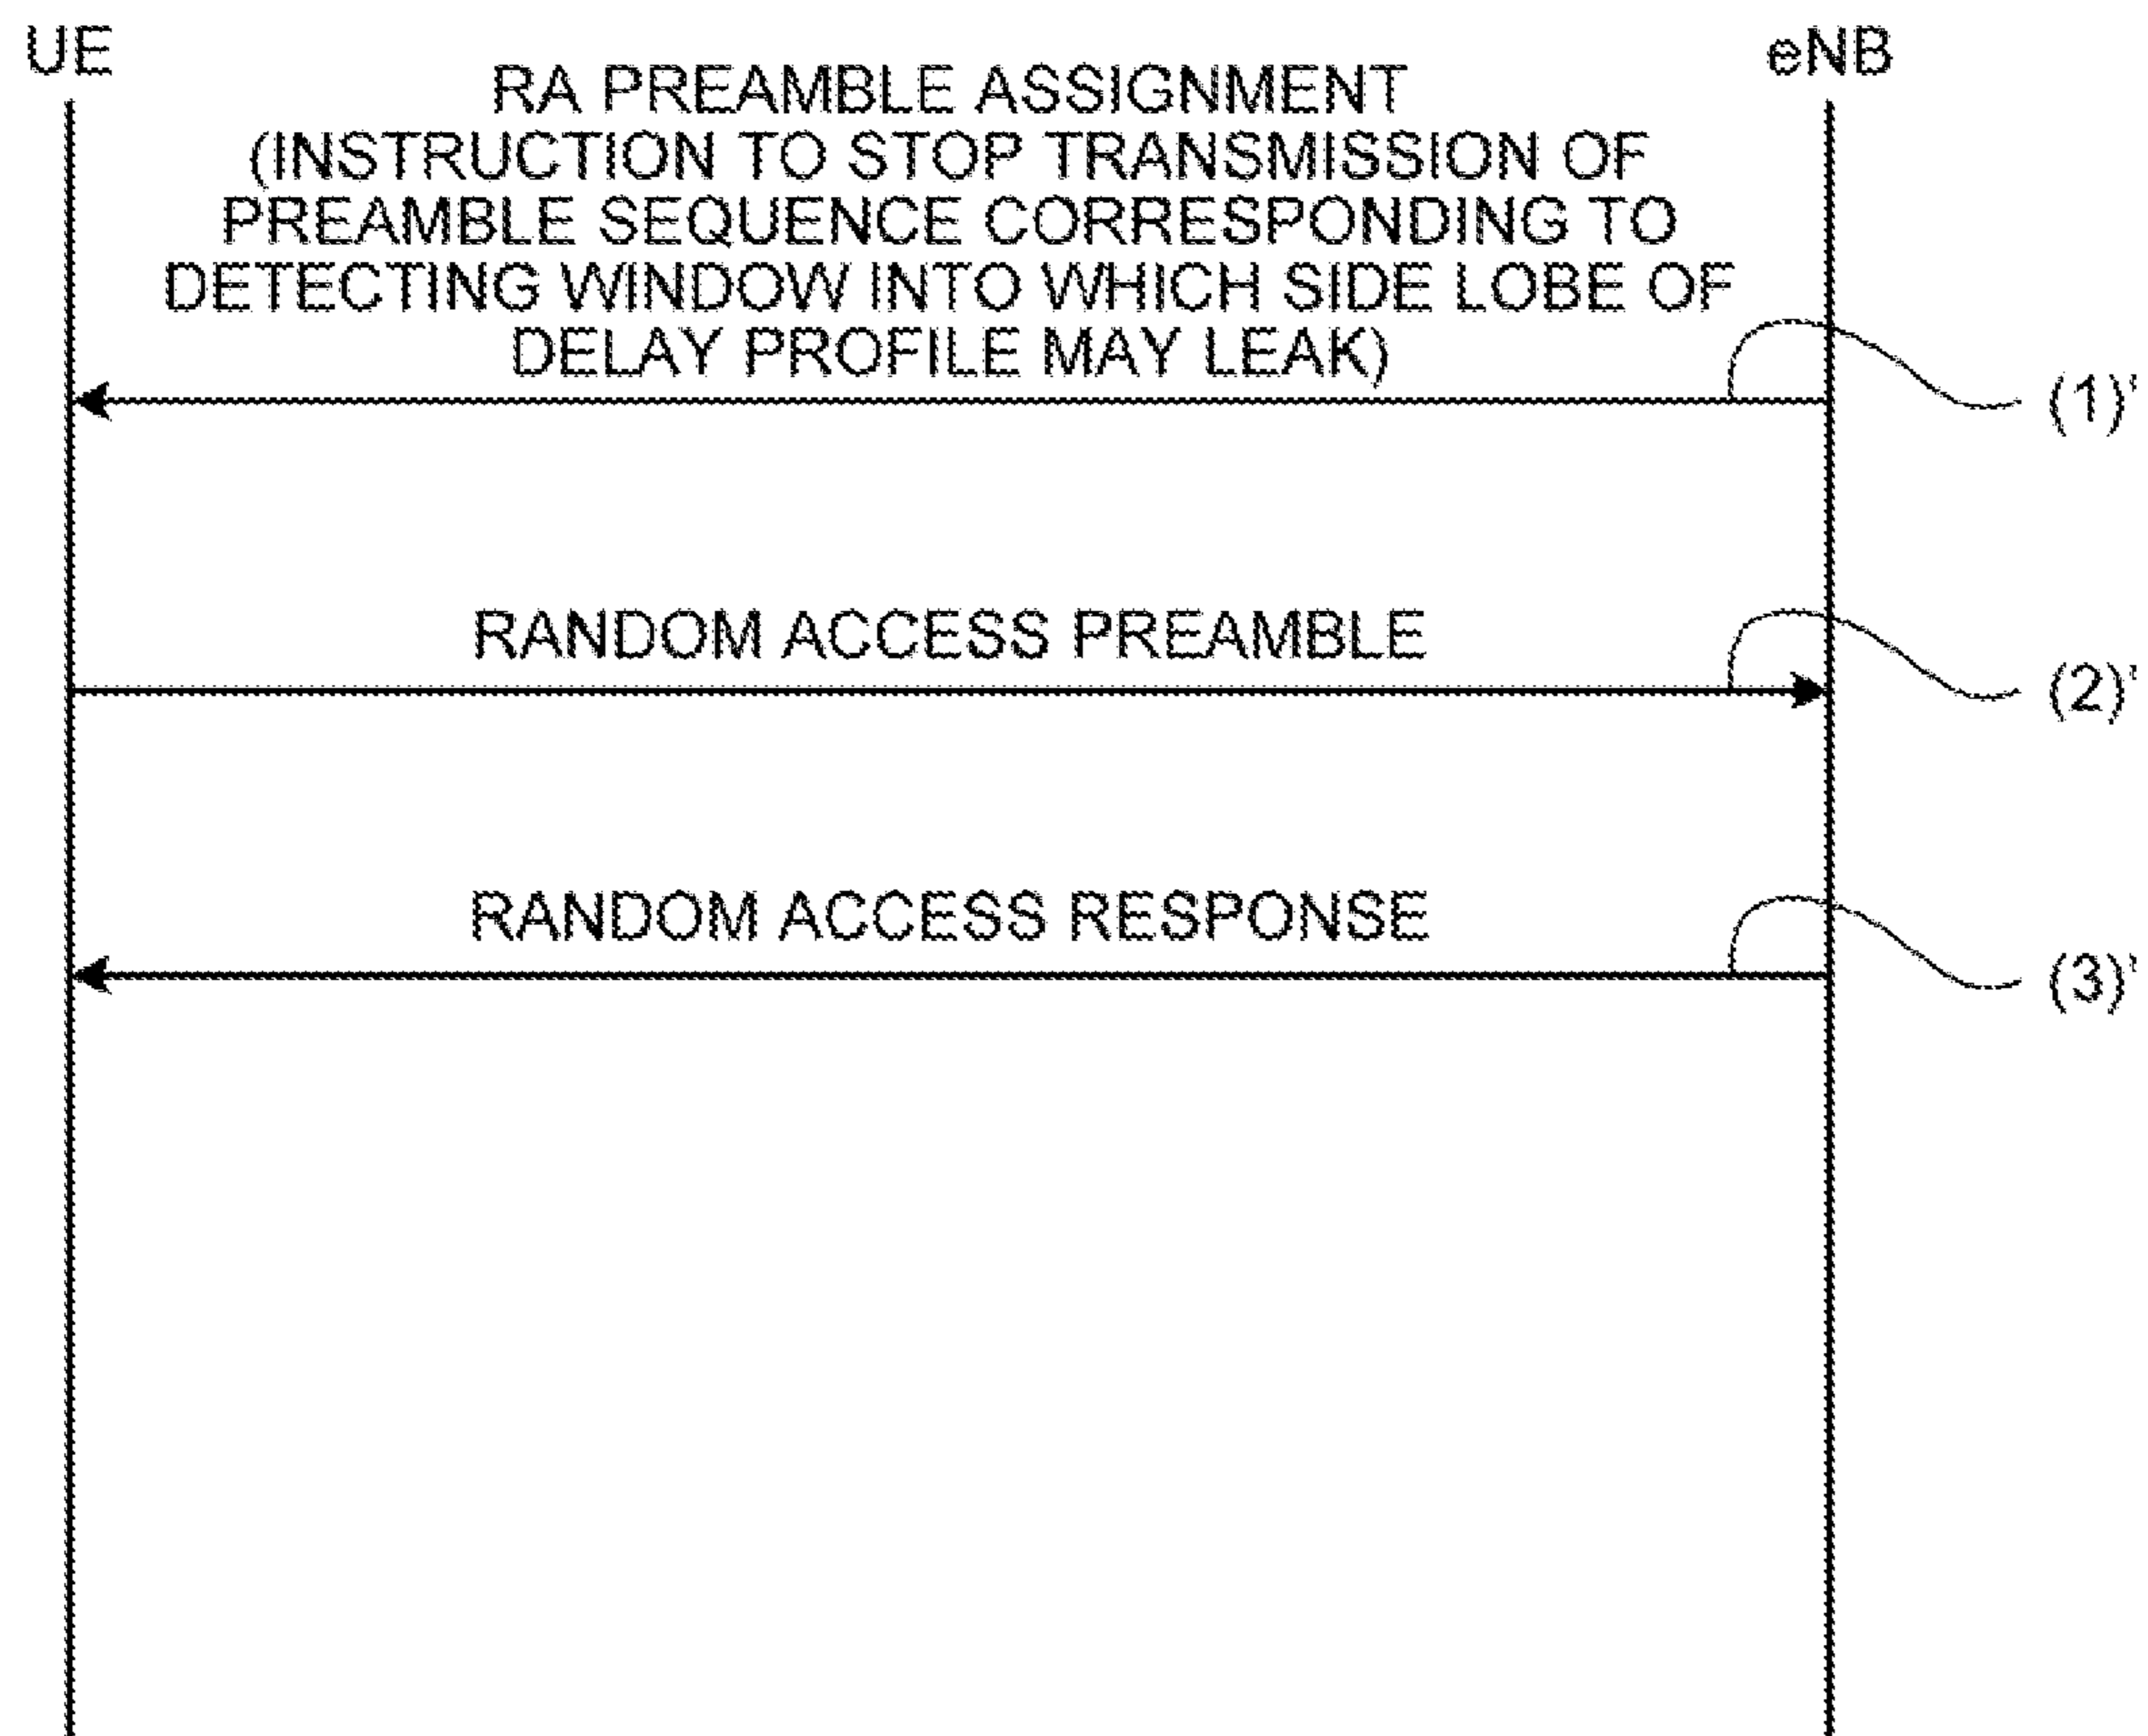 UE
eNB
RA PREAMBLE ASSIGNMENT
(INSTRUCTION TO STOP TRANSMISSION OF
PREAMBLE SEQUENCE CORRESPONDING TO
DETECTING WINDOW INTO WHICH SIDE LOBE OF
DELAY PROFILE MAY LEAK)
(1)'
RANDOM ACCESS PREAMBLE
(2)'
RANDOM ACCESS RESPONSE
(3)'